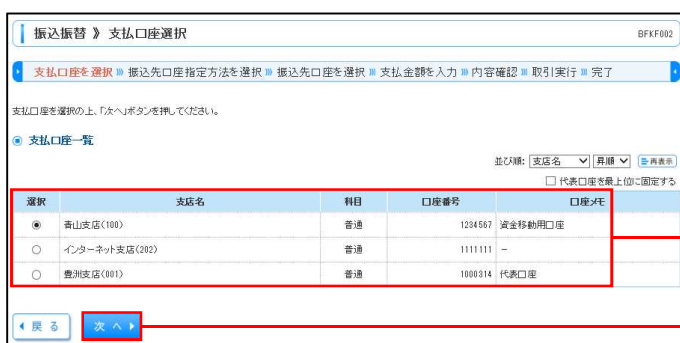 振込振替 》 支払口座選択 BFKF002
支払口座を選択 》 振込先口座指定方法を選択 》 振込先口座を選択 》 支払金額を入力 》 内容確認 》 取引実行 》 完了
支払口座を選択の上、「次へ」ボタンを押してください。
支払口座一覧
並び順: 支店名 昇順 再表示
代表口座を最上位に固定する
選択 支店名 科目 口座番号 口座メモ
青山支店(100) 普通 1234567 資金移動用口座
インターネット支店(202) 普通 1111111 -
豊洲支店(001) 普通 1000314 代表口座
戻る 次へ